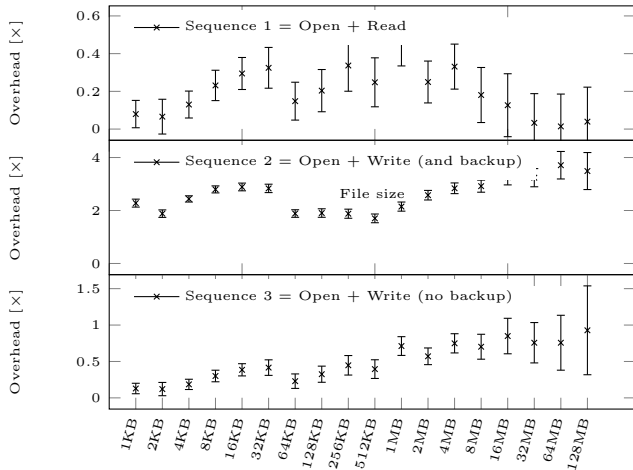 Overhead [×]
0.6
0.4
0.2
0
Sequence 1 = Open + Read
Overhead [×]
4
2
0
Sequence 2 = Open + Write (and backup)
File size
Overhead [×]
1.5
1
0.5
0
Sequence 3 = Open + Write (no backup)
1KB
2KB
4KB
8KB
16KB
32KB
64KB
128KB
256KB
512KB
1MB
2MB
4MB
8MB
16MB
32MB
64MB
128MB